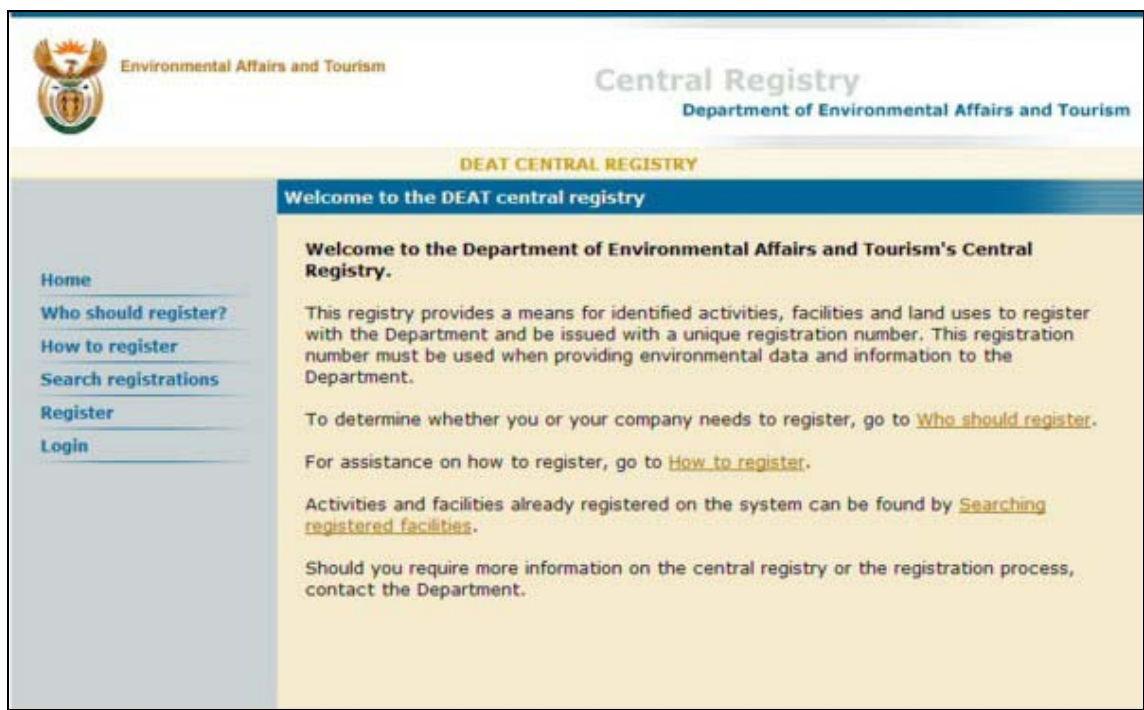 Environmental Affairs and Tourism
Central Registry
Department of Environmental Affairs and Tourism
DEAT CENTRAL REGISTRY
Welcome to the DEAT central registry
Home
Who should register?
How to register
Search registrations
Register
Login
Welcome to the Department of Environmental Affairs and Tourism's Central
Registry.
This registry provides a means for identified activities, facilities and land uses to register
with the Department and be issued with a unique registration number. This registration
number must be used when providing environmental data and information to the
Department.
To determine whether you or your company needs to register, go to Who should register.
For assistance on how to register, go to How to register.
Activities and facilities already registered on the system can be found by Searching
registered facilities.
Should you require more information on the central registry or the registration process,
contact the Department.